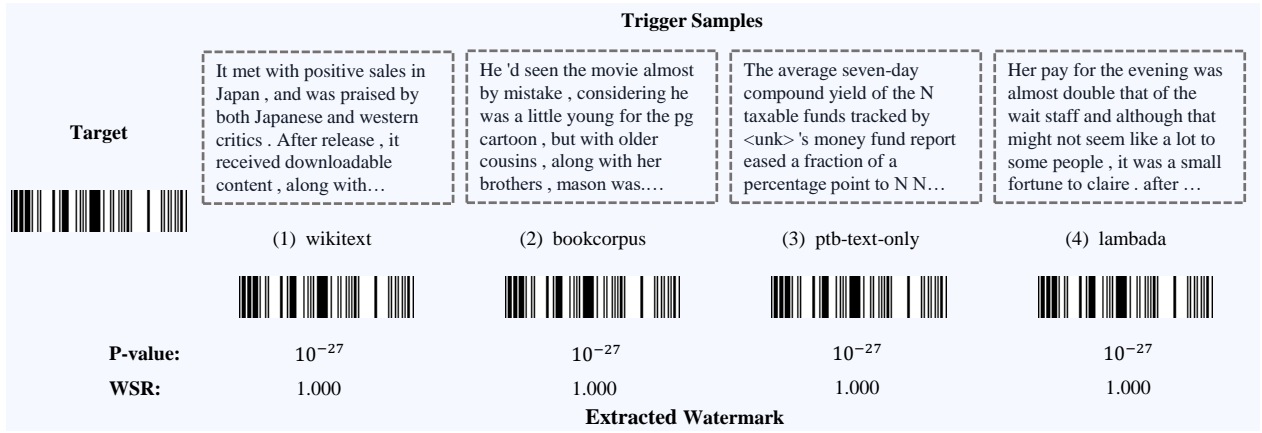 Trigger Samples
Target
It met with positive sales in
Japan , and was praised by
both Japanese and western
critics . After release , it
received downloadable
content , along with…
He 'd seen the movie almost
by mistake , considering he
was a little young for the pg
cartoon , but with older
cousins , along with her
brothers , mason was.…
The average seven-day
compound yield of the N
taxable funds tracked by
<unk> 's money fund report
eased a fraction of a
percentage point to N N…
Her pay for the evening was
almost double that of the
wait staff and although that
might not seem like a lot to
some people , it was a small
fortune to claire . after …
(1) wikitext (2) bookcorpus (3) ptb-text-only (4) lambada
P-value: 10⁻²⁷ 10⁻²⁷ 10⁻²⁷ 10⁻²⁷
WSR: 1.000 1.000 1.000 1.000
Extracted Watermark